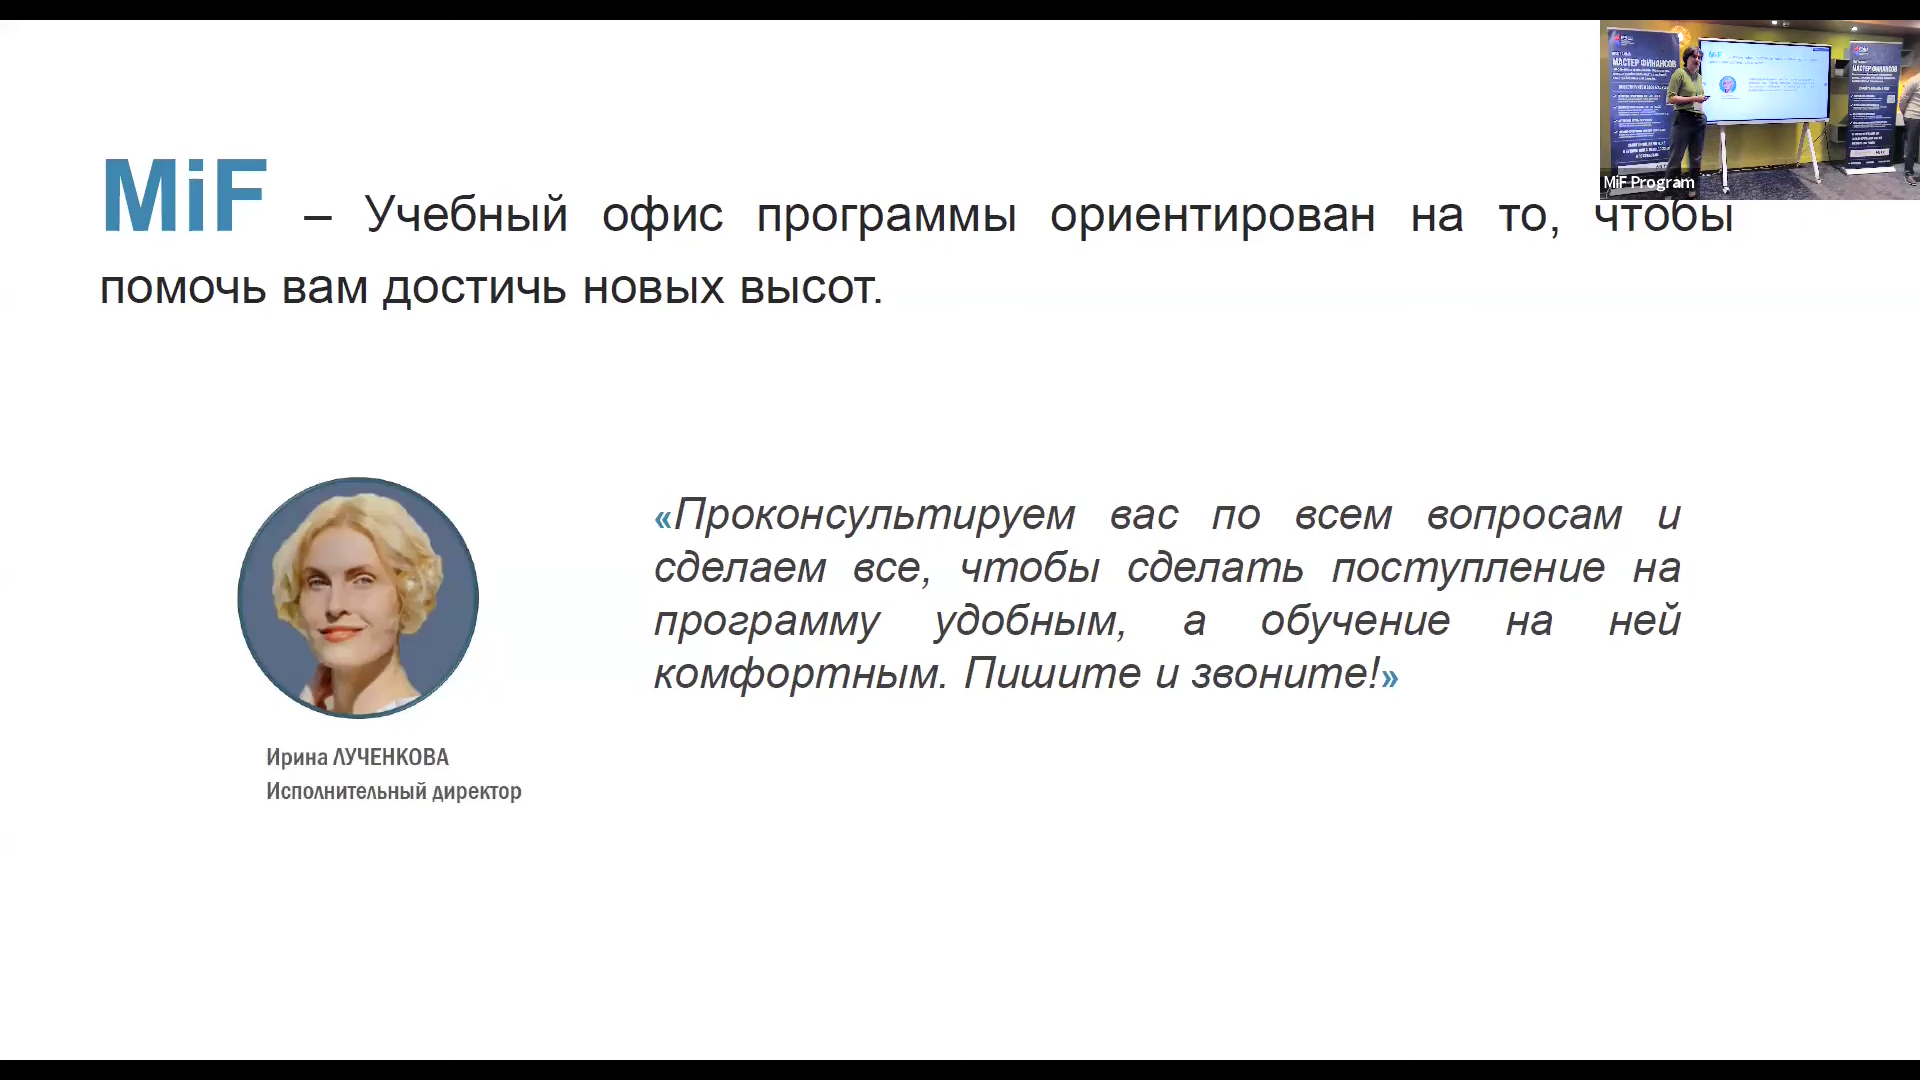 MiF – Учебный офис программы ориентирован на то, чтобы
помочь вам достичь новых высот.
«Проконсультируем вас по всем вопросам и
сделаем все, чтобы сделать поступление на
программу удобным, а обучение на ней
комфортным. Пишите и звоните!»
Ирина ЛУЧЕНКОВА
Исполнительный директор
МАСТЕР ФИНАНСОВ
МАСТЕР ФИНАНСОВ
MiF Program